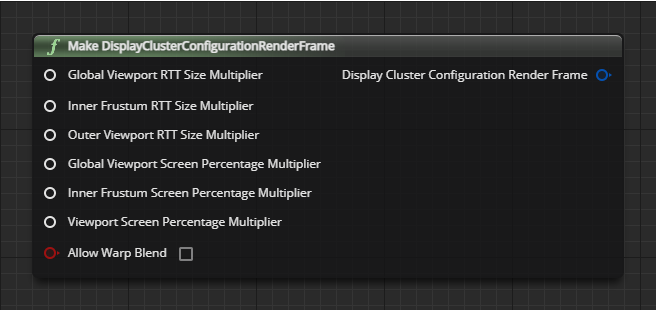 f Make DisplayClusterConfigurationRenderFrame
Global Viewport RTT Size Multiplier
Display Cluster Configuration Render Frame
Inner Frustum RTT Size Multiplier
Outer Viewport RTT Size Multiplier
Global Viewport Screen Percentage Multiplier
Inner Frustum Screen Percentage Multiplier
Viewport Screen Percentage Multiplier
Allow Warp Blend